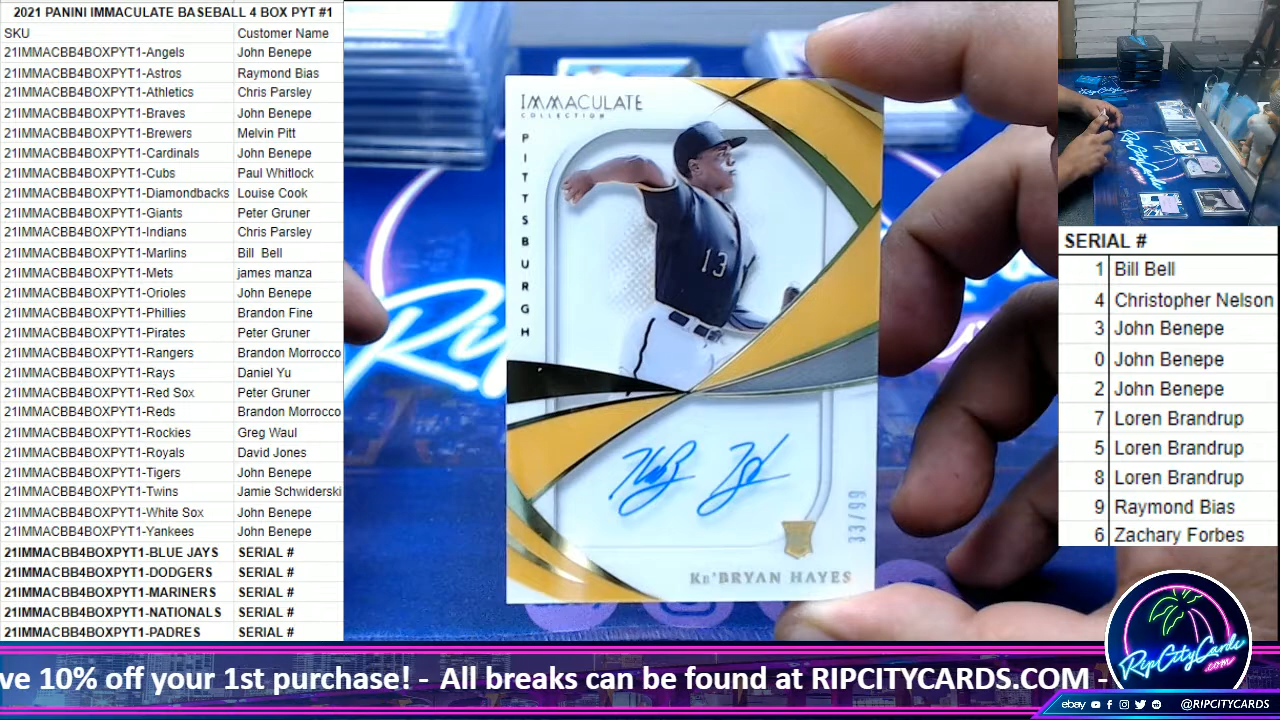 2021 PANINI IMMACULATE BASEBALL 4 BOX PYT #1
SKU Customer Name
21IMMACBB4BOXPYT1-Angels John Benepe
21IMMACBB4BOXPYT1-Astros Raymond Bias
21IMMACBB4BOXPYT1-Athletics Chris Parsley
21IMMACBB4BOXPYT1-Braves John Benepe
21IMMACBB4BOXPYT1-Brewers Melvin Pitt
21IMMACBB4BOXPYT1-Cardinals John Benepe
21IMMACBB4BOXPYT1-Cubs Paul Whitlock
21IMMACBB4BOXPYT1-Diamondbacks Louise Cook
21IMMACBB4BOXPYT1-Giants Peter Gruner
21IMMACBB4BOXPYT1-Indians Chris Parsley
21IMMACBB4BOXPYT1-Marlins Bill Bell
21IMMACBB4BOXPYT1-Mets james manza
21IMMACBB4BOXPYT1-Orioles John Benepe
21IMMACBB4BOXPYT1-Phillies Brandon Fine
21IMMACBB4BOXPYT1-Pirates Peter Gruner
21IMMACBB4BOXPYT1-Rangers Brandon Morrocco
21IMMACBB4BOXPYT1-Rays Daniel Yu
21IMMACBB4BOXPYT1-Red Sox Peter Gruner
21IMMACBB4BOXPYT1-Reds Brandon Morrocco
21IMMACBB4BOXPYT1-Rockies Greg Waul
21IMMACBB4BOXPYT1-Royals David Jones
21IMMACBB4BOXPYT1-Tigers John Benepe
21IMMACBB4BOXPYT1-Twins Jamie Schwiderski
21IMMACBB4BOXPYT1-White Sox John Benepe
21IMMACBB4BOXPYT1-Yankees John Benepe
21IMMACBB4BOXPYT1-BLUE JAYS SERIAL #
21IMMACBB4BOXPYT1-DODGERS SERIAL #
21IMMACBB4BOXPYT1-MARINERS SERIAL #
21IMMACBB4BOXPYT1-NATIONALS SERIAL #
21IMMACBB4BOXPYT1-PADRES SERIAL #
IMMACULATE
COLLECTION
PITTSBURGH
13
33/99
KE'BRYAN HAYES
SERIAL #
1 Bill Bell
4 Christopher Nelson
3 John Benepe
0 John Benepe
2 John Benepe
7 Loren Brandrup
5 Loren Brandrup
8 Loren Brandrup
9 Raymond Bias
6 Zachary Forbes
RipCityCards
.com
ve 10% off your 1st purchase! - All breaks can be found at RIPCITYCARDS.COM -
ebay @RIPCITYCARDS